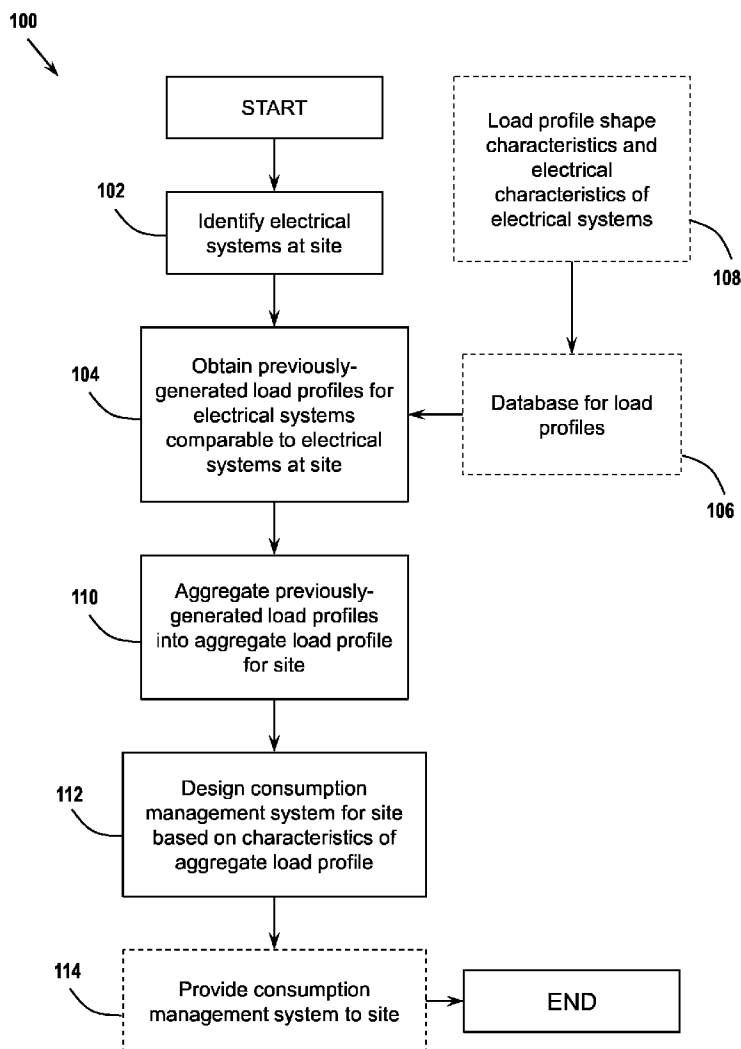 100
START
102
Identify electrical
systems at site
Load profile shape
characteristics and
electrical
characteristics of
electrical systems
108
104
Obtain previously-
generated load profiles for
electrical systems
comparable to electrical
systems at site
Database for load
profiles
106
110
Aggregate previously-
generated load profiles
into aggregate load profile
for site
112
Design consumption
management system for site
based on characteristics of
aggregate load profile
114
Provide consumption
management system to site
END